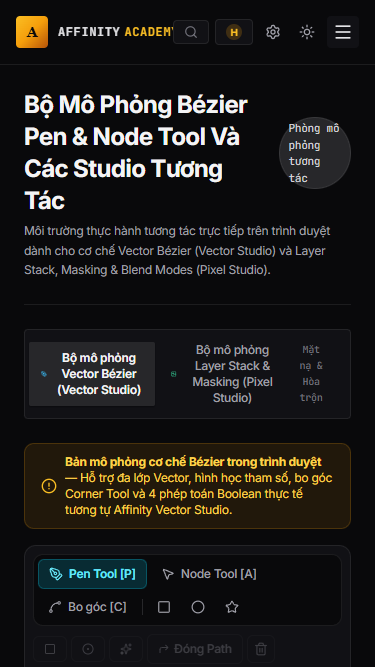 A AFFINITY ACADEMY H
Bộ Mô Phỏng Bézier
Pen & Node Tool Và
Các Studio Tương
Tác
Phòng mô
phỏng
tương
tác
Môi trường thực hành tương tác trực tiếp trên trình duyệt
dành cho cơ chế Vector Bézier (Vector Studio) và Layer
Stack, Masking & Blend Modes (Pixel Studio).
Bộ mô phỏng
Vector Bézier
(Vector Studio)
Bộ mô phỏng
Layer Stack &
Masking (Pixel
Studio)
Mặt
nạ &
Hòa
trộn
Bản mô phỏng cơ chế Bézier trong trình duyệt
— Hỗ trợ đa lớp Vector, hình học tham số, bo góc
Corner Tool và 4 phép toán Boolean thực tế
tương tự Affinity Vector Studio.
Pen Tool [P] Node Tool [A]
Bo góc [C]
Đóng Path